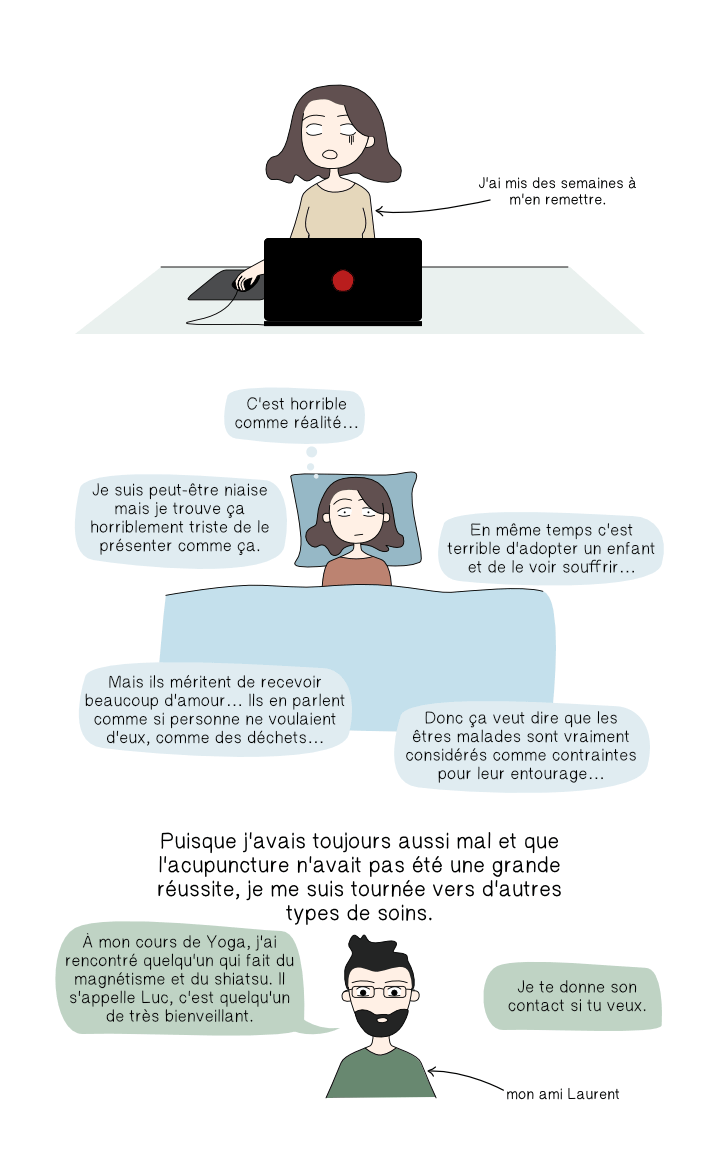 J'ai mis des semaines à
m'en remettre.
C'est horrible
comme réalité...
Je suis peut-être niaise
mais je trouve ça
horriblement triste de le
présenter comme ça.
En même temps c'est
terrible d'adopter un enfant
et de le voir souffrir...
Mais ils méritent de recevoir
beaucoup d'amour... Ils en parlent
comme si personne ne voulaient
d'eux, comme des déchets...
Donc ça veut dire que les
êtres malades sont vraiment
considérés comme contraintes
pour leur entourage...
Puisque j'avais toujours aussi mal et que
l'acupuncture n'avait pas été une grande
réussite, je me suis tournée vers d'autres
types de soins.
À mon cours de Yoga, j'ai
rencontré quelqu'un qui fait du
magnétisme et du shiatsu. Il
s'appelle Luc, c'est quelqu'un
de très bienveillant.
Je te donne son
contact si tu veux.
mon ami Laurent